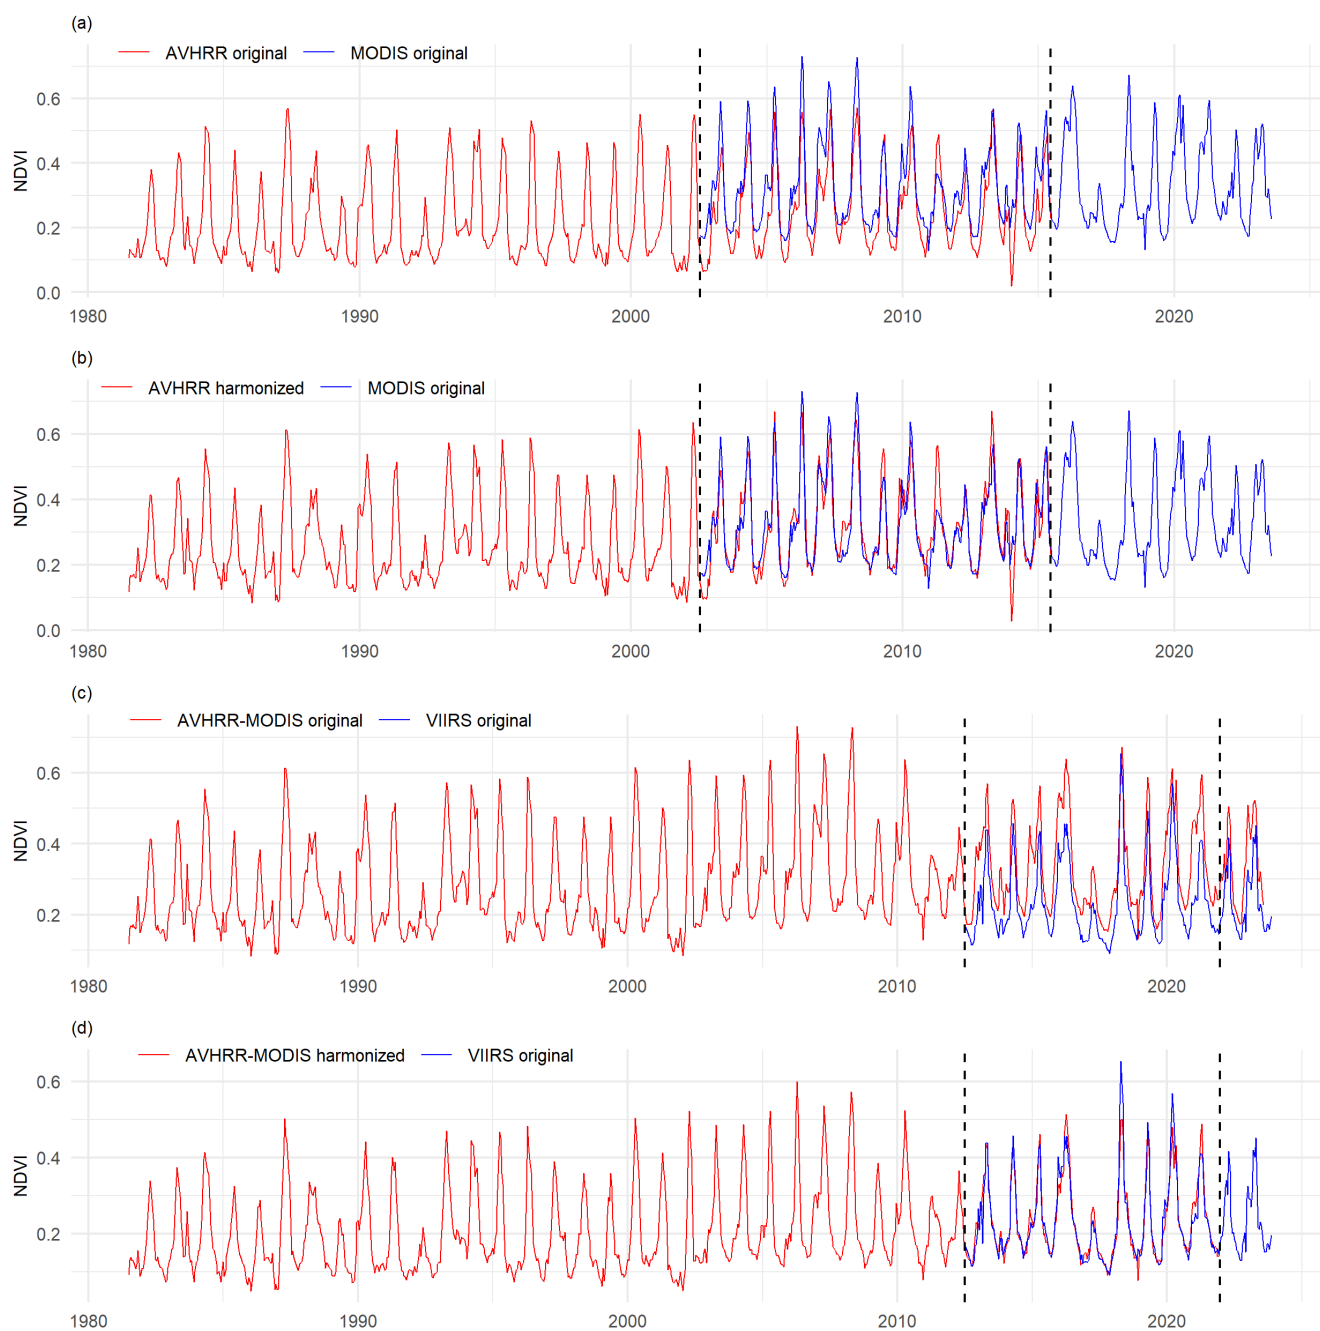 (a)
AVHRR original MODIS original
0.6
0.4
0.2
0.0
NDVI
1980 1990 2000 2010 2020
(b)
AVHRR harmonized MODIS original
0.6
0.4
0.2
0.0
NDVI
1980 1990 2000 2010 2020
(c)
AVHRR-MODIS original VIIRS original
0.6
0.4
0.2
NDVI
1980 1990 2000 2010 2020
(d)
AVHRR-MODIS harmonized VIIRS original
0.6
0.4
0.2
NDVI
1980 1990 2000 2010 2020